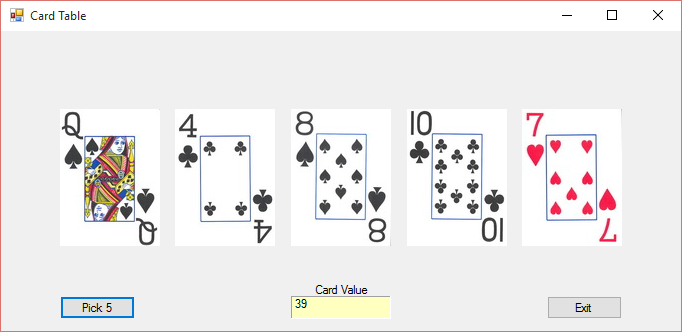 Card Table
Q 4 8 10 7
Q 4 8 10 7
Card Value
Pick 5 39 Exit